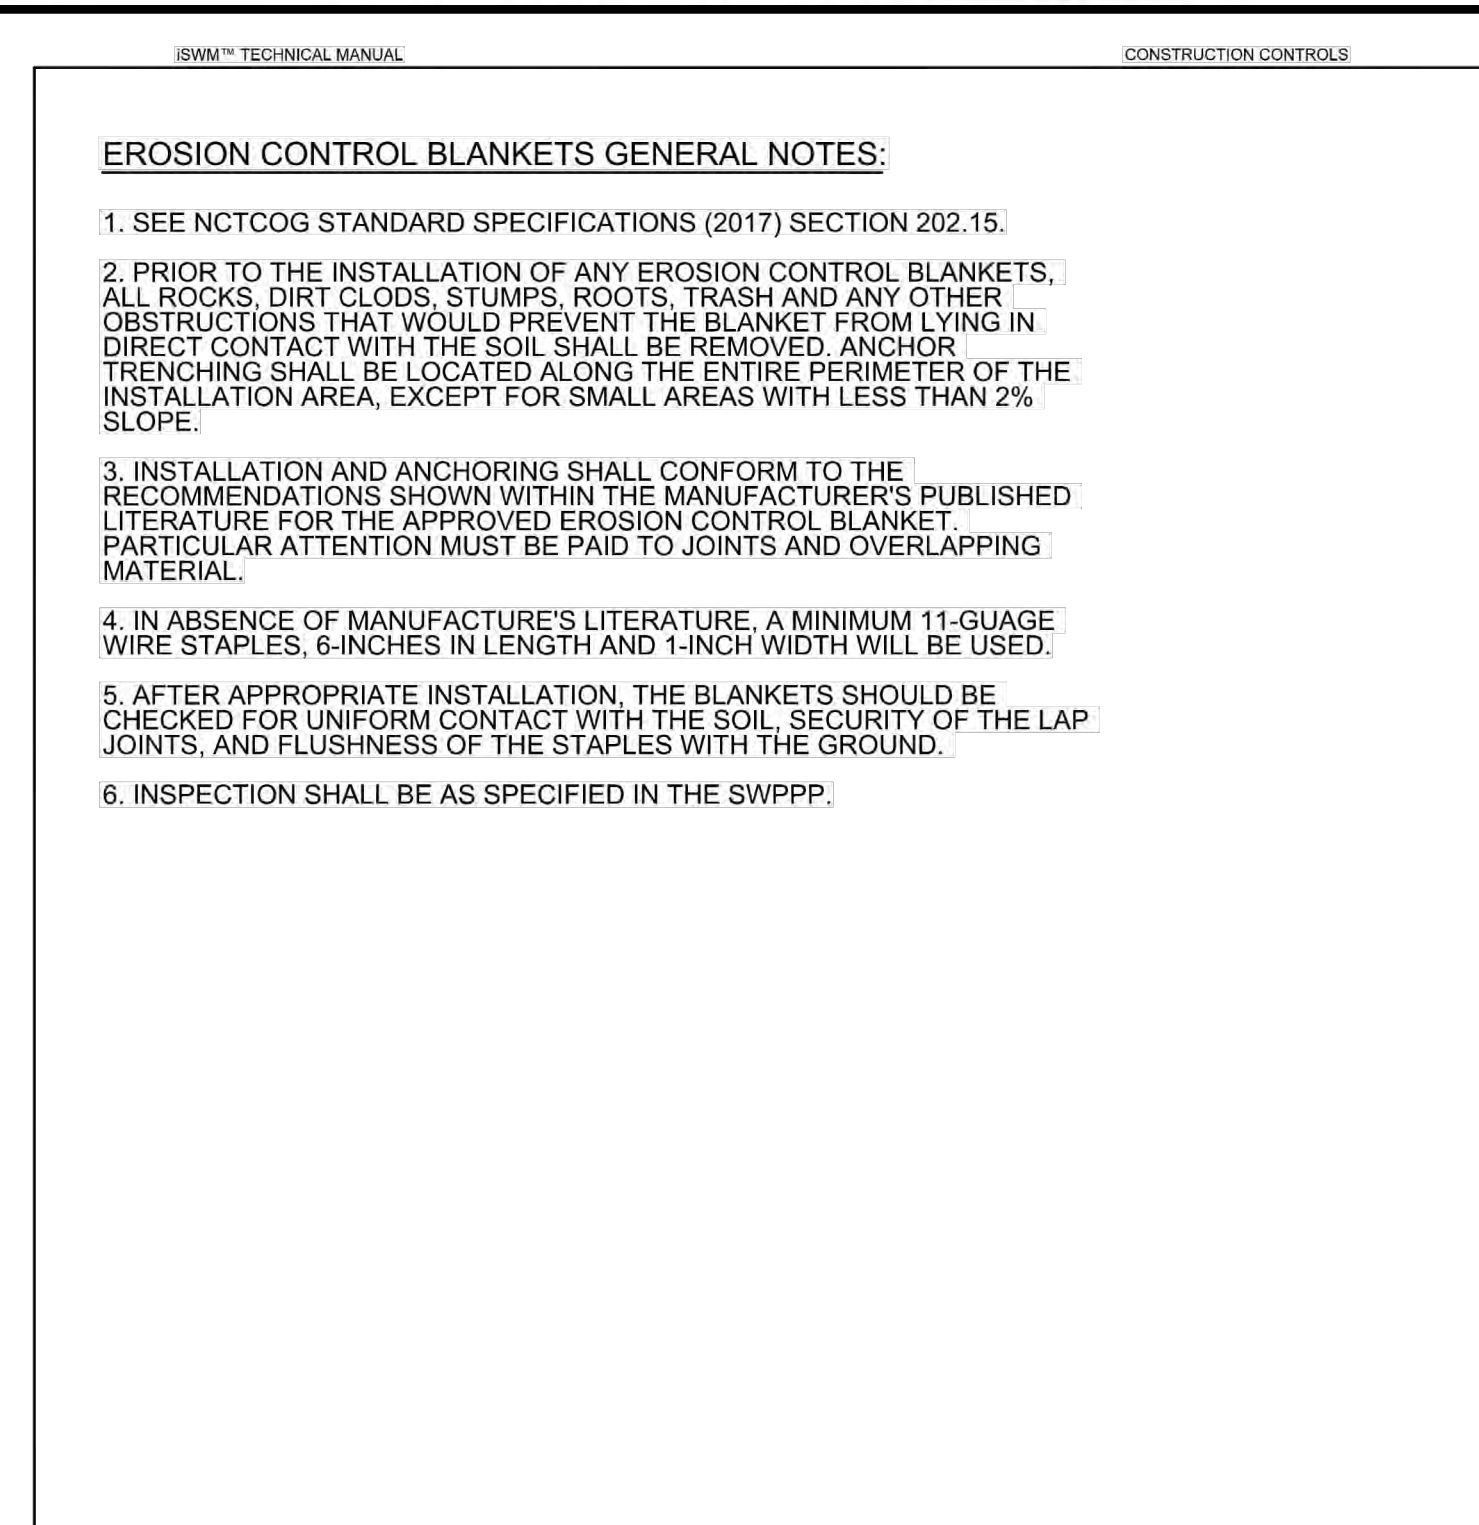 iSWM™ TECHNICAL MANUAL
CONSTRUCTION CONTROLS
EROSION CONTROL BLANKETS GENERAL NOTES:
1. SEE NCTCOG STANDARD SPECIFICATIONS (2017) SECTION 202.15.
2. PRIOR TO THE INSTALLATION OF ANY EROSION CONTROL BLANKETS,
ALL ROCKS, DIRT CLODS, STUMPS, ROOTS, TRASH AND ANY OTHER
OBSTRUCTIONS THAT WOULD PREVENT THE BLANKET FROM LYING IN
DIRECT CONTACT WITH THE SOIL SHALL BE REMOVED. ANCHOR
TRENCHING SHALL BE LOCATED ALONG THE ENTIRE PERIMETER OF THE
INSTALLATION AREA, EXCEPT FOR SMALL AREAS WITH LESS THAN 2%
SLOPE.
3. INSTALLATION AND ANCHORING SHALL CONFORM TO THE
RECOMMENDATIONS SHOWN WITHIN THE MANUFACTURER'S PUBLISHED
LITERATURE FOR THE APPROVED EROSION CONTROL BLANKET.
PARTICULAR ATTENTION MUST BE PAID TO JOINTS AND OVERLAPPING
MATERIAL.
4. IN ABSENCE OF MANUFACTURE'S LITERATURE, A MINIMUM 11-GUAGE
WIRE STAPLES, 6-INCHES IN LENGTH AND 1-INCH WIDTH WILL BE USED.
5. AFTER APPROPRIATE INSTALLATION, THE BLANKETS SHOULD BE
CHECKED FOR UNIFORM CONTACT WITH THE SOIL, SECURITY OF THE LAP
JOINTS, AND FLUSHNESS OF THE STAPLES WITH THE GROUND.
6. INSPECTION SHALL BE AS SPECIFIED IN THE SWPPP.